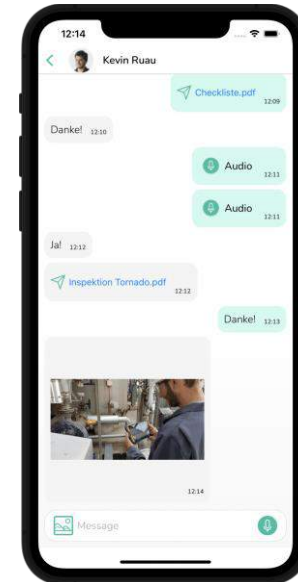 12:14
Kevin Ruau
Checkliste.pdf
12:09
Danke! 12:10
Audio
12:11
Audio
12:11
Ja! 12:12
Inspektion Tornado.pdf
12:12
Danke! 12:13
12:14
Message